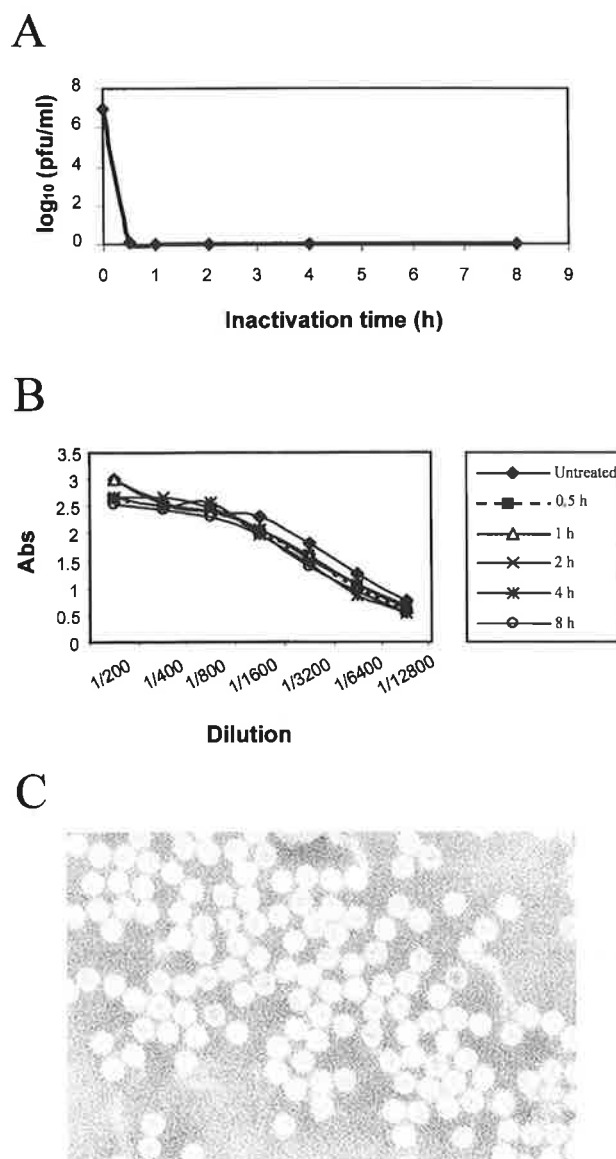 A
log10 (pfu/ml)
8
6
4
2
0
0 1 2 3 4 5 6 7 8 9
Inactivation time (h)
B
Abs
3.5
3
2.5
2
1.5
1
0.5
0
1/200 1/400 1/800 1/1600 1/3200 1/6400 1/12800
Dilution
Untreated
0,5 h
1 h
2 h
4 h
8 h
C